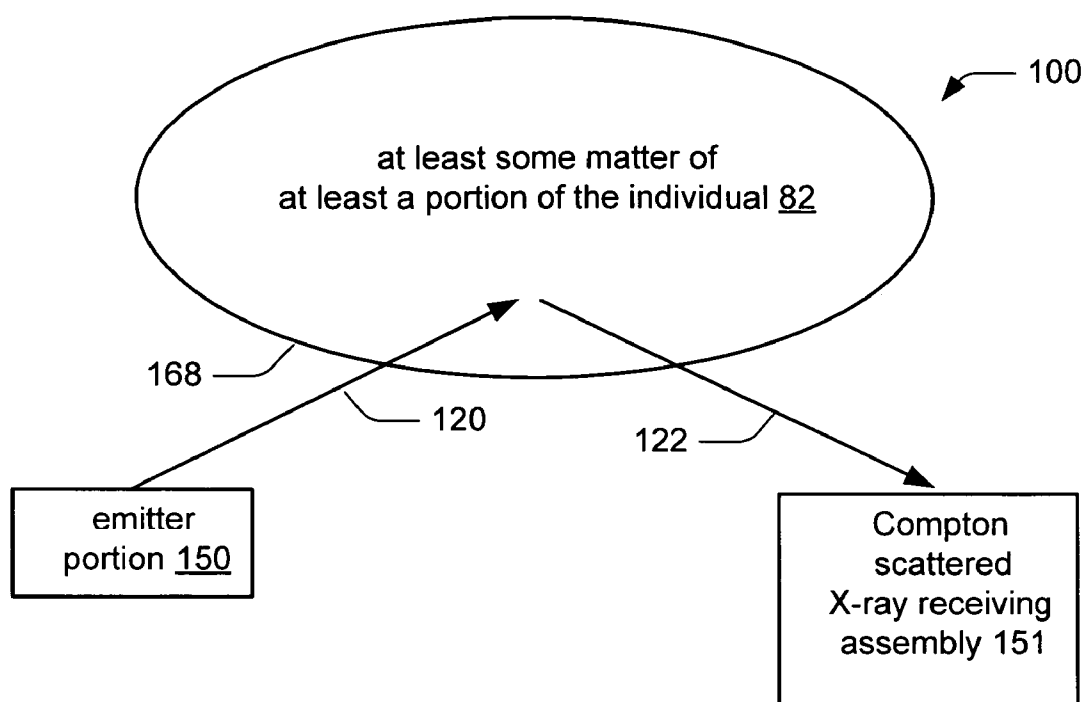 100
at least some matter of
at least a portion of the individual 82
168
120
122
emitter
portion 150
Compton
scattered
X-ray receiving
assembly 151